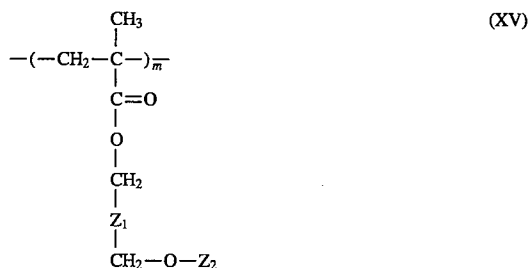 CH3 (XV)
—(—CH2—C—)m—
C=O
O
CH2
Z1
CH2—O—Z2